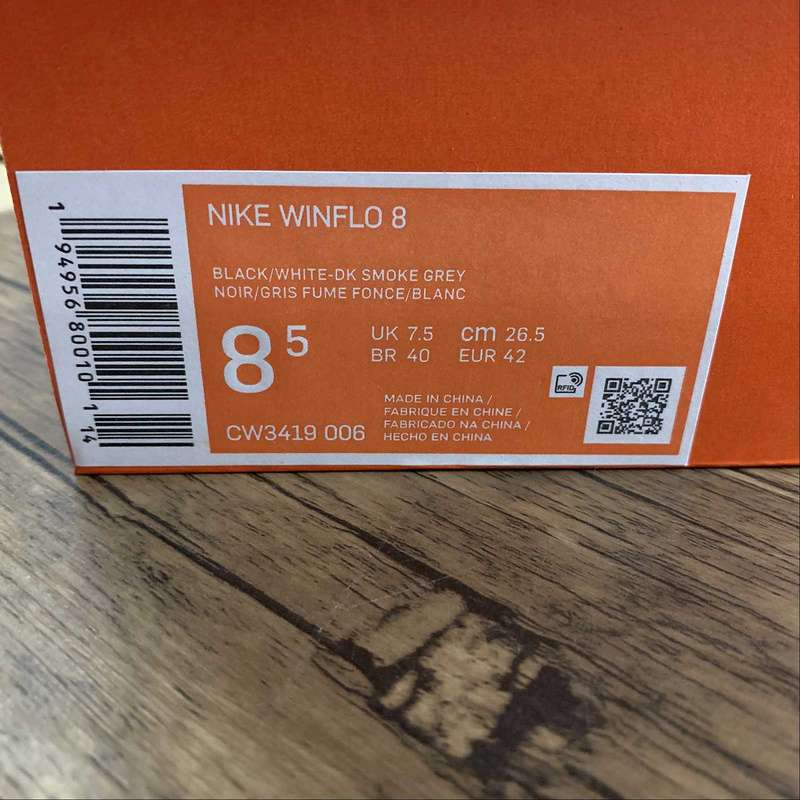 NIKE WINFLO 8
BLACK/WHITE-DK SMOKE GREY
NOIR/GRIS FUME FONCE/BLANC
8 5
UK 7.5 cm 26.5
BR 40 EUR 42
RFID
CW3419 006
MADE IN CHINA /
FABRIQUE EN CHINE /
FABRICADO NA CHINA /
HECHO EN CHINA
1 94956 80010 1 14